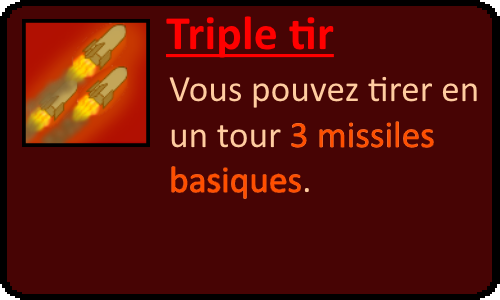 Triple tir
Vous pouvez tirer en
un tour 3 missiles
basiques.